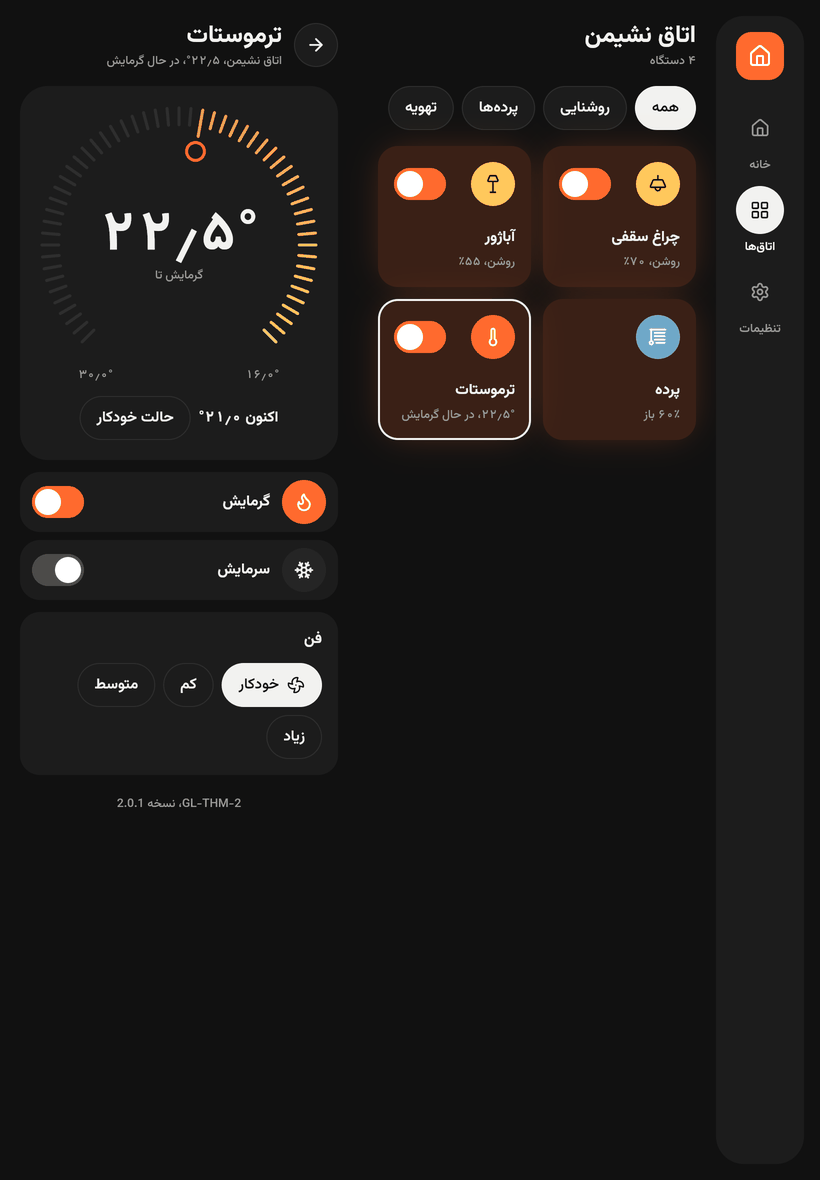 خانه
اتاق‌ها
تنظیمات
اتاق نشیمن
۴ دستگاه
همه
روشنایی
پرده‌ها
تهویه
چراغ سقفی
روشن، ۷۰٪
آباژور
روشن، ۵۵٪
پرده
۶۰٪ باز
ترموستات
۲۲٫۵°، در حال گرمایش
ترموستات
اتاق نشیمن، ۲۲٫۵°، در حال گرمایش
۲۲٫۵°
گرمایش تا
۱۶٫۰°
۳۰٫۰°
اکنون ۲۱٫۰°
حالت خودکار
گرمایش
سرمایش
فن
خودکار
کم
متوسط
زیاد
GL-THM-2، نسخه 2.0.1